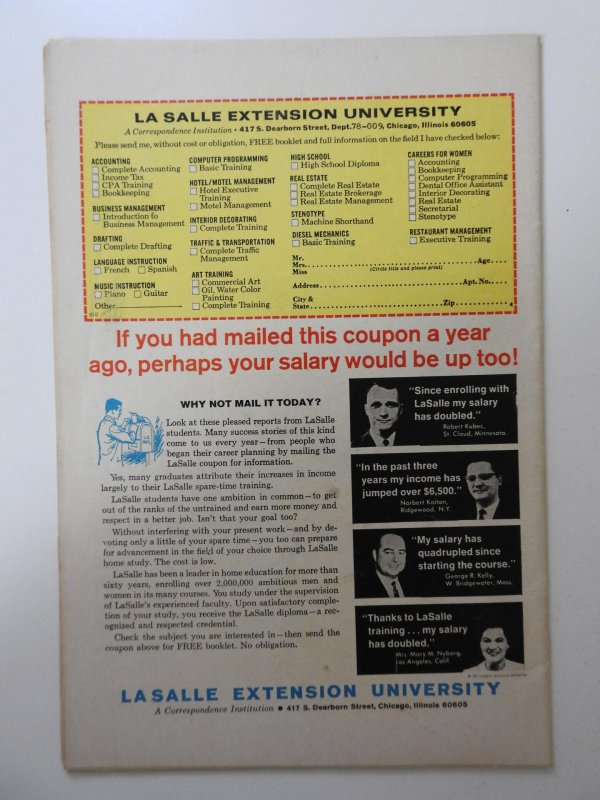 LA SALLE EXTENSION UNIVERSITY
A Correspondence Institution • 417 S. Dearborn Street, Dept. 78-009, Chicago, Illinois 60605
Please send me, without cost or obligation, FREE booklet and full information on the field I have checked below:
ACCOUNTING
Complete Accounting
Income Tax
CPA Training
Bookkeeping
BUSINESS MANAGEMENT
Introduction to
Business Management
DRAFTING
Complete Drafting
LANGUAGE INSTRUCTION
French Spanish
MUSIC INSTRUCTION
Piano Guitar
Other
COMPUTER PROGRAMMING
Basic Training
HOTEL/MOTEL MANAGEMENT
Hotel Executive
Training
Motel Management
INTERIOR DECORATING
Complete Training
TRAFFIC & TRANSPORTATION
Complete Traffic
Management
ART TRAINING
Commercial Art
Oil, Water Color
Painting
Complete Training
HIGH SCHOOL
High School Diploma
REAL ESTATE
Complete Real Estate
Real Estate Brokerage
Real Estate Management
STENOTYPE
Machine Shorthand
DIESEL MECHANICS
Basic Training
CAREERS FOR WOMEN
Accounting
Bookkeeping
Computer Programming
Dental Office Assistant
Interior Decorating
Real Estate
Secretarial
Stenotype
RESTAURANT MANAGEMENT
Executive Training
Mr.
Mrs. Age
Miss (Circle title and please print)
Address Apt. No.
City &
State Zip
If you had mailed this coupon a year
ago, perhaps your salary would be up too!
WHY NOT MAIL IT TODAY?
Look at these pleased reports from LaSalle
students. Many success stories of this kind
come to us every year—from people who
began their career planning by mailing the
LaSalle coupon for information.
Yes, many graduates attribute their increases in income
largely to their LaSalle spare-time training.
LaSalle students have one ambition in common—to get
out of the ranks of the untrained and earn more money and
respect in a better job. Isn't that your goal too?
Without interfering with your present work—and by de-
voting only a little of your spare time—you too can prepare
for advancement in the field of your choice through LaSalle
home study. The cost is low.
LaSalle has been a leader in home education for more than
sixty years, enrolling over 2,000,000 ambitious men and
women in its many courses. You study under the supervision
of LaSalle's experienced faculty. Upon satisfactory comple-
tion of your study, you receive the LaSalle diploma—a rec-
ognized and respected credential.
Check the subject you are interested in—then send the
coupon above for FREE booklet. No obligation.
"Since enrolling with
LaSalle my salary
has doubled."
Robert Kubec,
St. Cloud, Minnesota.
"In the past three
years my income has
jumped over $6,500."
Norbert Kaitan,
Ridgewood, N.Y.
"My salary has
quadrupled since
starting the course."
George R. Kelly,
W. Bridgewater, Mass.
"Thanks to LaSalle
training...my salary
has doubled."
Mrs. Mary M. Nyberg,
Los Angeles, Calif.
LASALLE EXTENSION UNIVERSITY
A Correspondence Institution • 417 S. Dearborn Street, Chicago, Illinois 60605